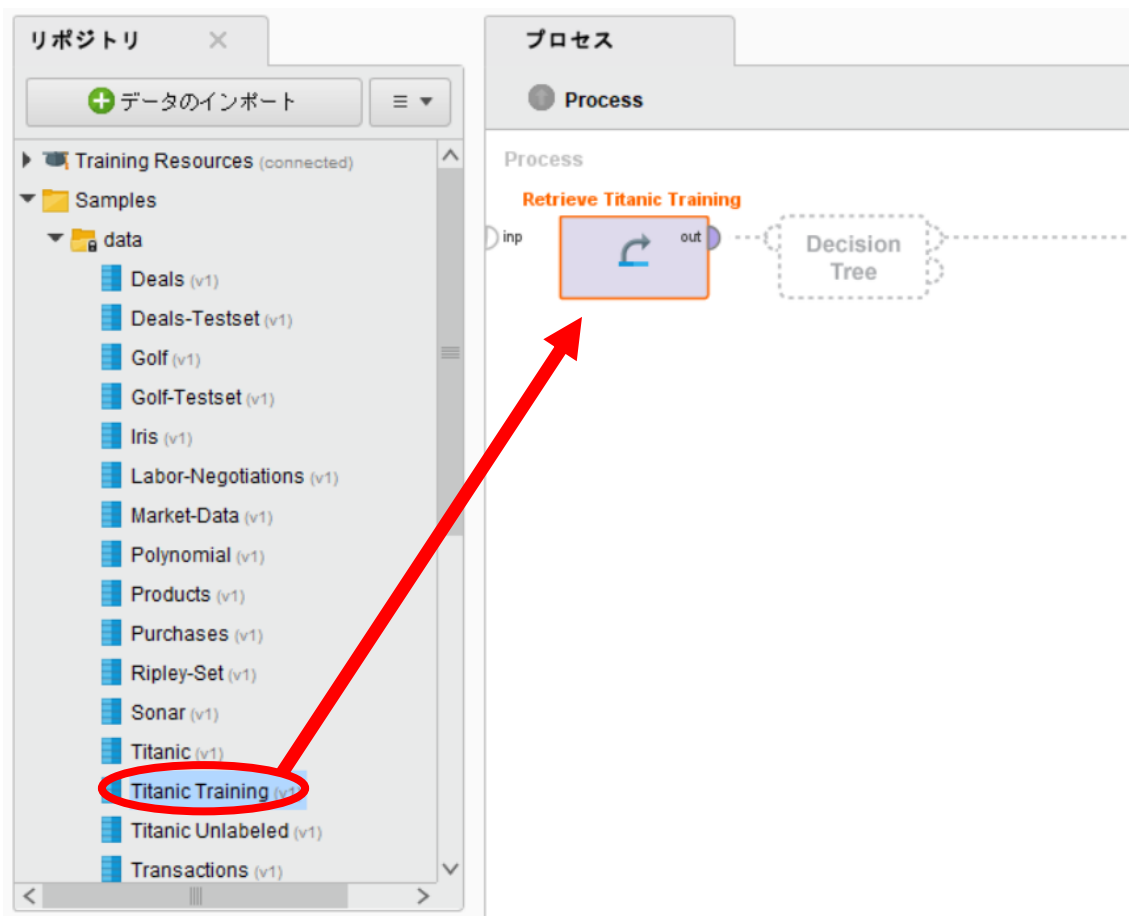 リポジトリ
データのインポート
Training Resources (connected)
Samples
data
Deals (v1)
Deals-Testset (v1)
Golf (v1)
Golf-Testset (v1)
Iris (v1)
Labor-Negotiations (v1)
Market-Data (v1)
Polynomial (v1)
Products (v1)
Purchases (v1)
Ripley-Set (v1)
Sonar (v1)
Titanic (v1)
Titanic Training (v1)
Titanic Unlabeled (v1)
Transactions (v1)
プロセス
Process
Process
Retrieve Titanic Training
inp
out
Decision
Tree